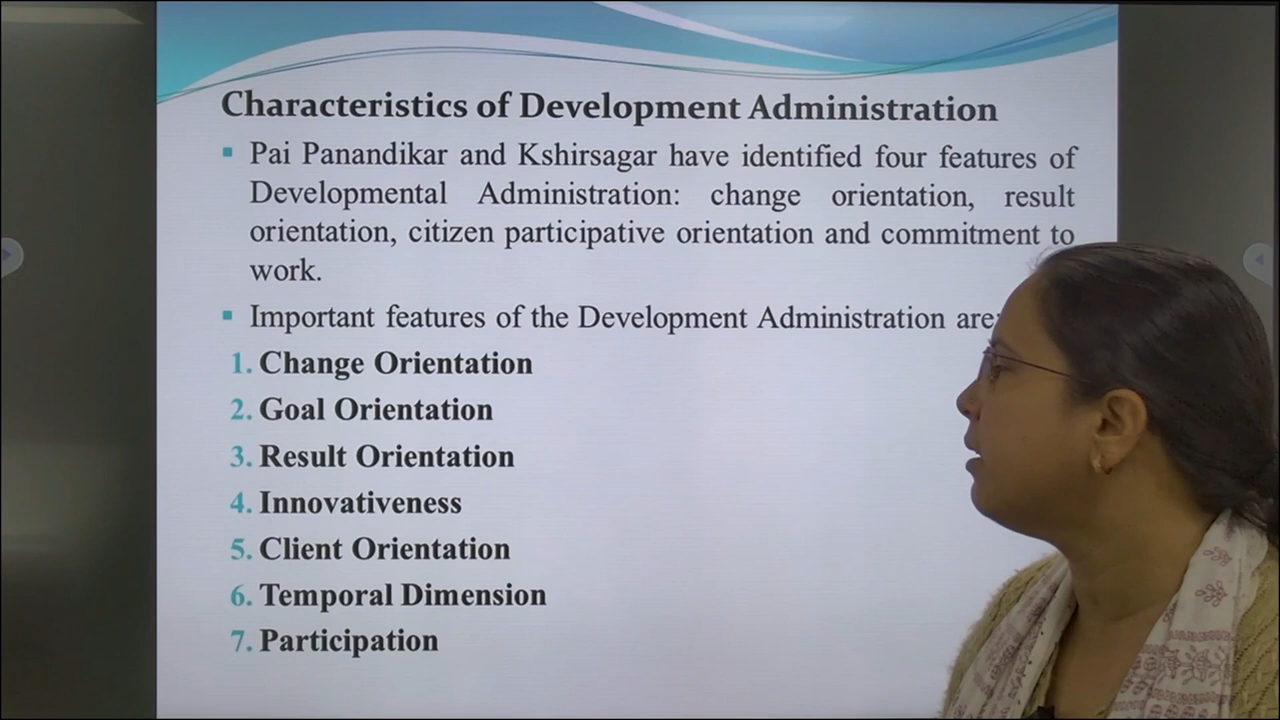 Characteristics of Development Administration
▪ Pai Panandikar and Kshirsagar have identified four features of
Developmental Administration: change orientation, result
orientation, citizen participative orientation and commitment to
work.
▪ Important features of the Development Administration are:
1. Change Orientation
2. Goal Orientation
3. Result Orientation
4. Innovativeness
5. Client Orientation
6. Temporal Dimension
7. Participation